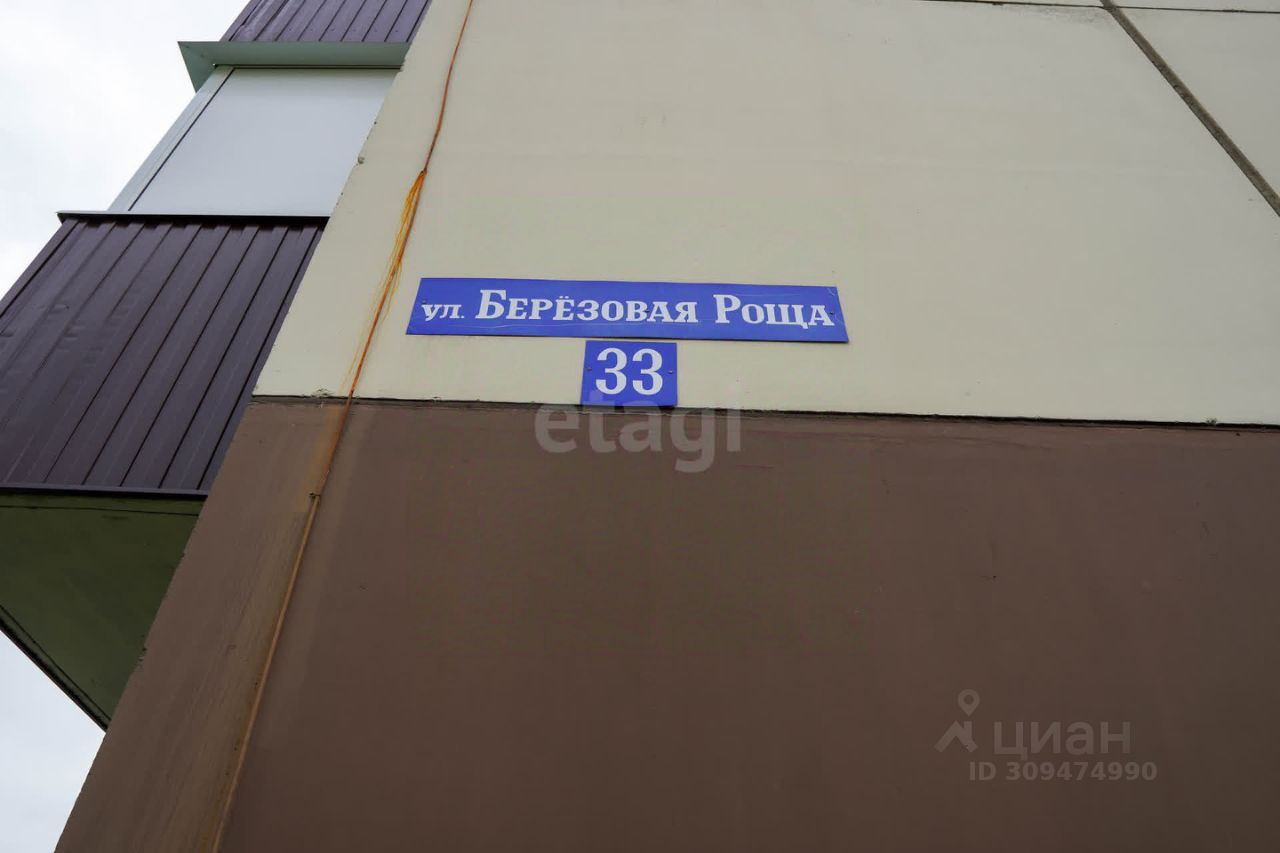 ул. Берёзовая Роща
33
etagi
циан
ID 309474990